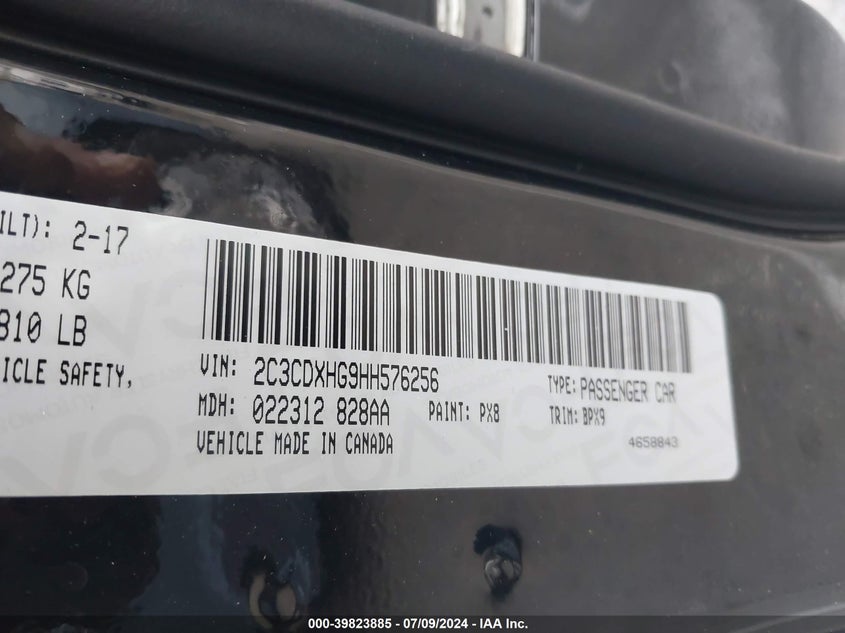 ILT): 2-17
275 KG
810 LB
ICLE SAFETY,
VIN: 2C3CDXHG9HH576256
TYPE: PASSENGER CAR
MDH: 022312 828AA
PAINT: PX8
TRIM: BPX9
VEHICLE MADE IN CANADA
4658843
000-39823885 / 07/09/2024 - IAA Inc.